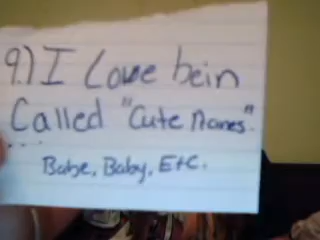 9.) I Love bein
Called "Cute Names".
Babe, Baby, Etc.